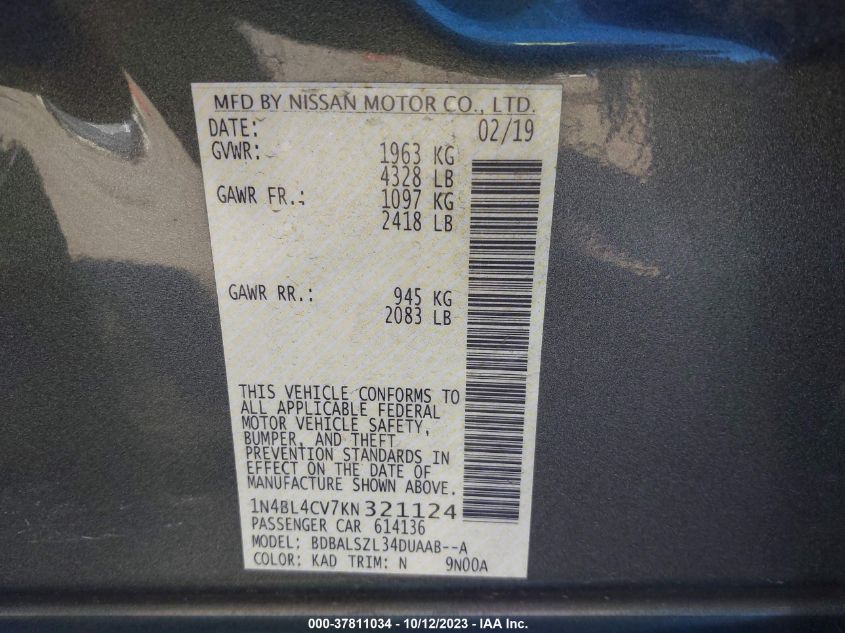 MFD BY NISSAN MOTOR CO., LTD.
DATE: 02/19
GVWR: 1963 KG
4328 LB
GAWR FR.: 1097 KG
2418 LB
GAWR RR.: 945 KG
2083 LB
THIS VEHICLE CONFORMS TO
ALL APPLICABLE FEDERAL
MOTOR VEHICLE SAFETY,
BUMPER, AND THEFT
PREVENTION STANDARDS IN
EFFECT ON THE DATE OF
MANUFACTURE SHOWN ABOVE.
1N4BL4CV7KN321124
PASSENGER CAR 614136
MODEL: BDBALSZL34DUAAB--A
COLOR: KAD TRIM: N 9N00A
000-37811034 - 10/12/2023 - IAA Inc.